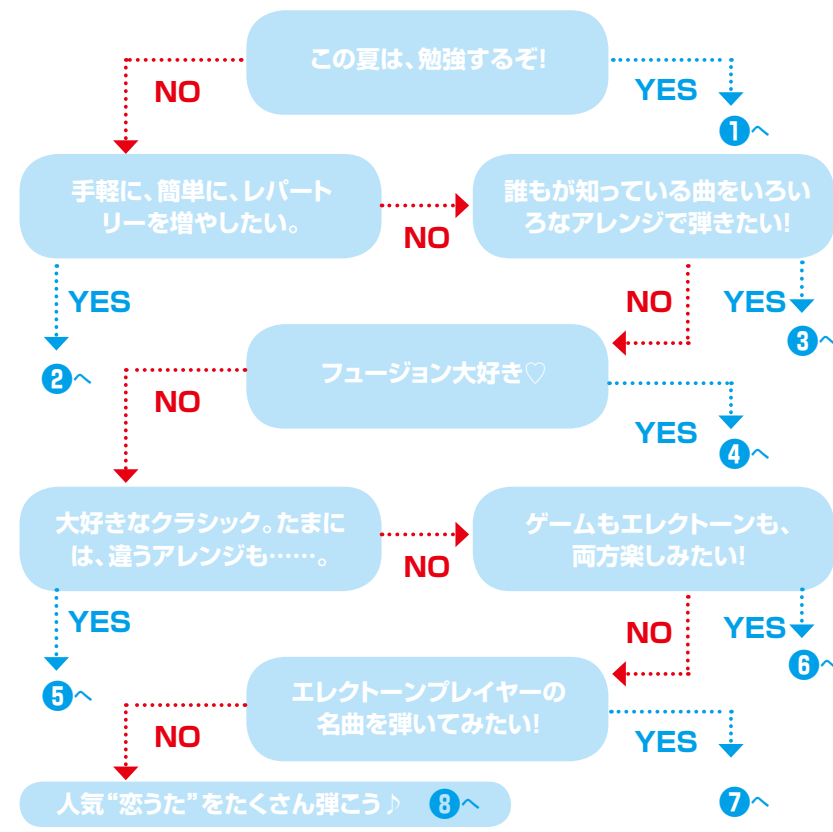 この夏は、勉強するぞ!
NO
YES
❶へ
手軽に、簡単に、レパート
リーを増やしたい。
NO
誰もが知っている曲をいろい
ろなアレンジで弾きたい!
YES
❷へ
NO
YES
❸へ
フュージョン大好き♡
NO
YES
❹へ
大好きなクラシック。たまに
は、違うアレンジも……。
NO
ゲームもエレクトーンも、
両方楽しみたい!
YES
❺へ
NO
YES
❻へ
エレクトーンプレイヤーの
名曲を弾いてみたい!
NO
YES
❼へ
人気“恋うた”をたくさん弾こう♪ ❽へ